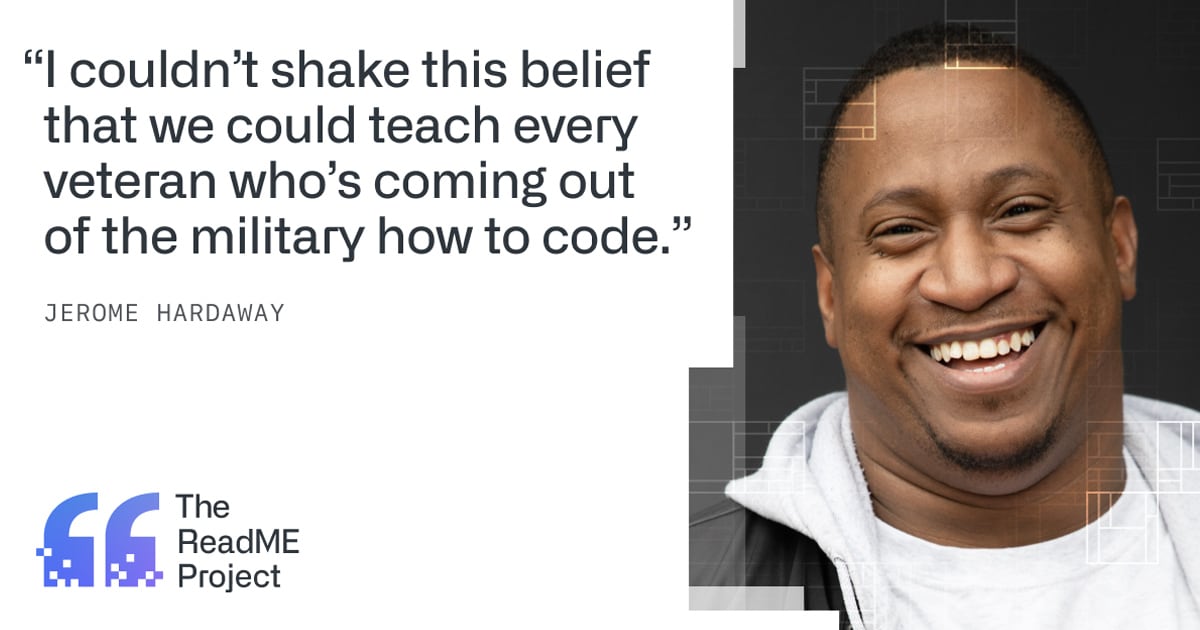 “I couldn’t shake this belief
that we could teach every
veteran who’s coming out
of the military how to code.”
JEROME HARDAWAY
The
ReadME
Project